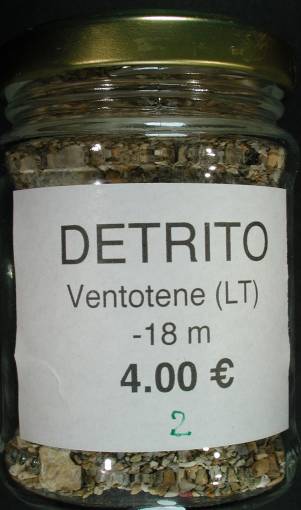 DETRITO
Ventotene (LT)
-18 m
4.00 €
2